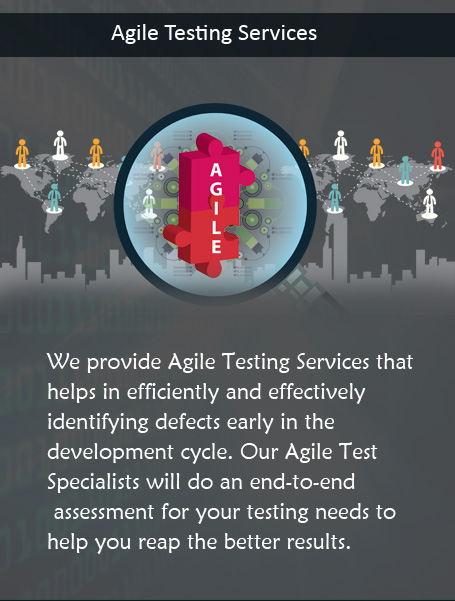 Agile Testing Services
AGILE
We provide Agile Testing Services that
helps in efficiently and effectively
identifying defects early in the
development cycle. Our Agile Test
Specialists will do an end-to-end
assessment for your testing needs to
help you reap the better results.